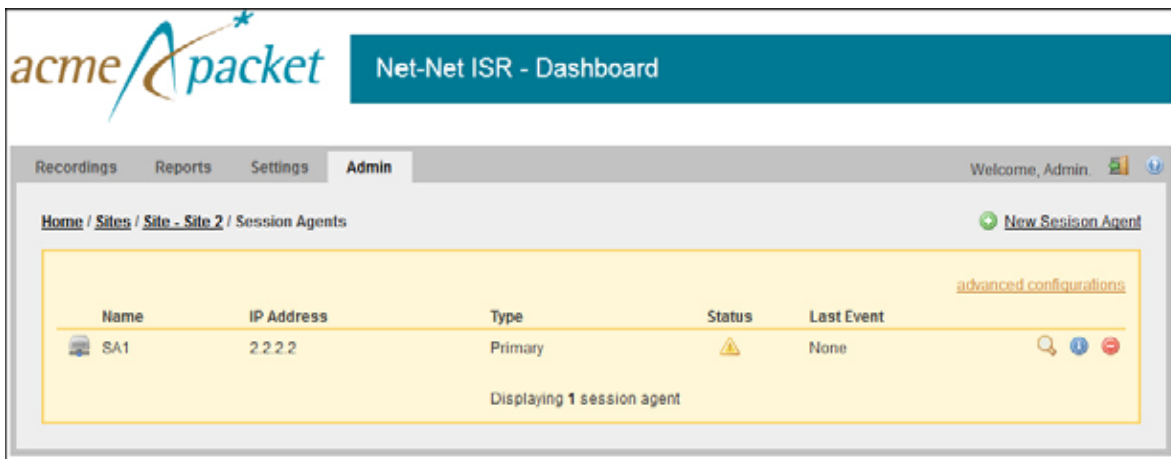 acme packet
Net-Net ISR - Dashboard
Recordings Reports Settings Admin Welcome, Admin.
Home / Sites / Site - Site 2 / Session Agents New Sesison Agent
advanced configurations
Name IP Address Type Status Last Event
SA1 2.2.2.2 Primary None
Displaying 1 session agent